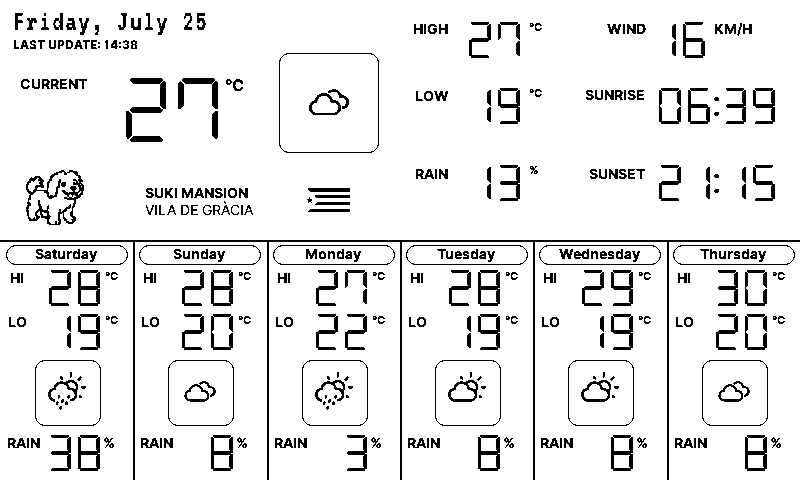 Friday, July 25
LAST UPDATE: 14:38
CURRENT 27 °C
SUKI MANSION
VILA DE GRÀCIA
HIGH 27 °C
LOW 19 °C
RAIN 13 %
WIND 16 KM/H
SUNRISE 06:39
SUNSET 21:15
Saturday
HI 28 °C
LO 19 °C
RAIN 38 %
Sunday
HI 28 °C
LO 20 °C
RAIN 8 %
Monday
HI 27 °C
LO 22 °C
RAIN 3 %
Tuesday
HI 28 °C
LO 19 °C
RAIN 8 %
Wednesday
HI 29 °C
LO 19 °C
RAIN 8 %
Thursday
HI 30 °C
LO 20 °C
RAIN 8 %